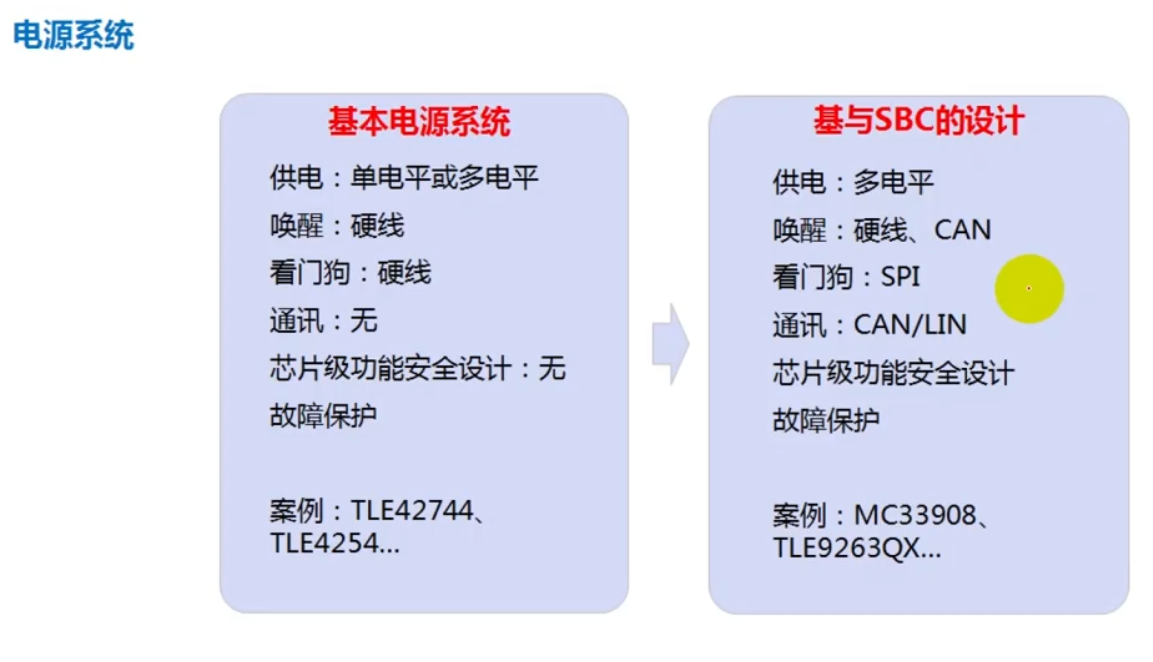 电源系统
基本电源系统
供电：单电平或多电平
唤醒：硬线
看门狗：硬线
通讯：无
芯片级功能安全设计：无
故障保护
案例：TLE42744、
TLE4254...
基与SBC的设计
供电：多电平
唤醒：硬线、CAN
看门狗：SPI
通讯：CAN/LIN
芯片级功能安全设计
故障保护
案例：MC33908、
TLE9263QX...